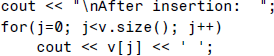 cout << "\nAfter insertion:  ";
for(j=0; j<v.size(); j++)
    cout << v[j] << ' ';